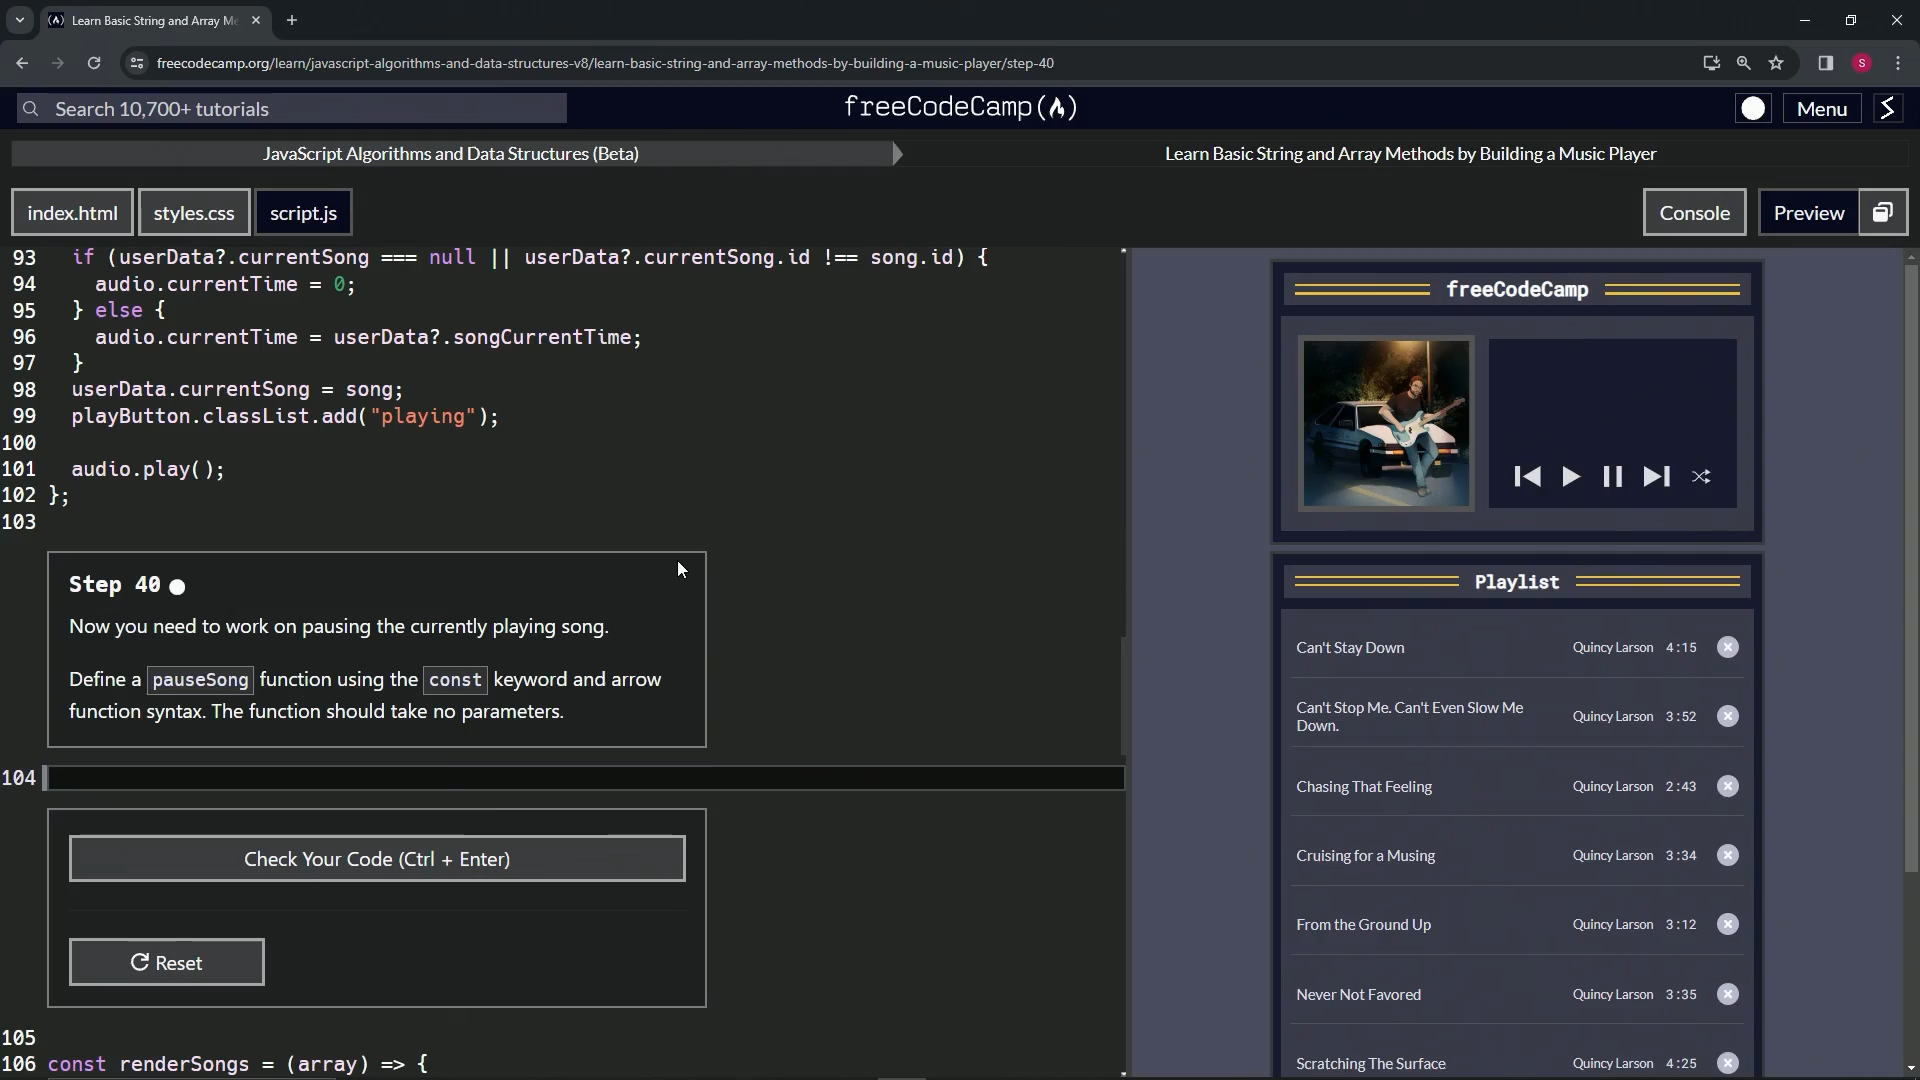 Learn Basic String and Array Me
freecodecamp.org/learn/javascript-algorithms-and-data-structures-v8/learn-basic-string-and-array-methods-by-building-a-music-player/step-40
S
Search 10,700+ tutorials
freeCodeCamp
Menu
JavaScript Algorithms and Data Structures (Beta)
Learn Basic String and Array Methods by Building a Music Player
index.html
styles.css
script.js
Console
Preview
93 if (userData?.currentSong === null || userData?.currentSong.id !== song.id) {
94 audio.currentTime = 0;
95 } else {
96 audio.currentTime = userData?.songCurrentTime;
97 }
98 userData.currentSong = song;
99 playButton.classList.add("playing");
100
101 audio.play();
102 };
103
Step 40
Now you need to work on pausing the currently playing song.
Define a pauseSong function using the const keyword and arrow
function syntax. The function should take no parameters.
104
Check Your Code (Ctrl + Enter)
Reset
105
106 const renderSongs = (array) => {
freeCodeCamp
Playlist
Can't Stay Down Quincy Larson 4:15
Can't Stop Me. Can't Even Slow Me
Down. Quincy Larson 3:52
Chasing That Feeling Quincy Larson 2:43
Cruising for a Musing Quincy Larson 3:34
From the Ground Up Quincy Larson 3:12
Never Not Favored Quincy Larson 3:35
Scratching The Surface Quincy Larson 4:25